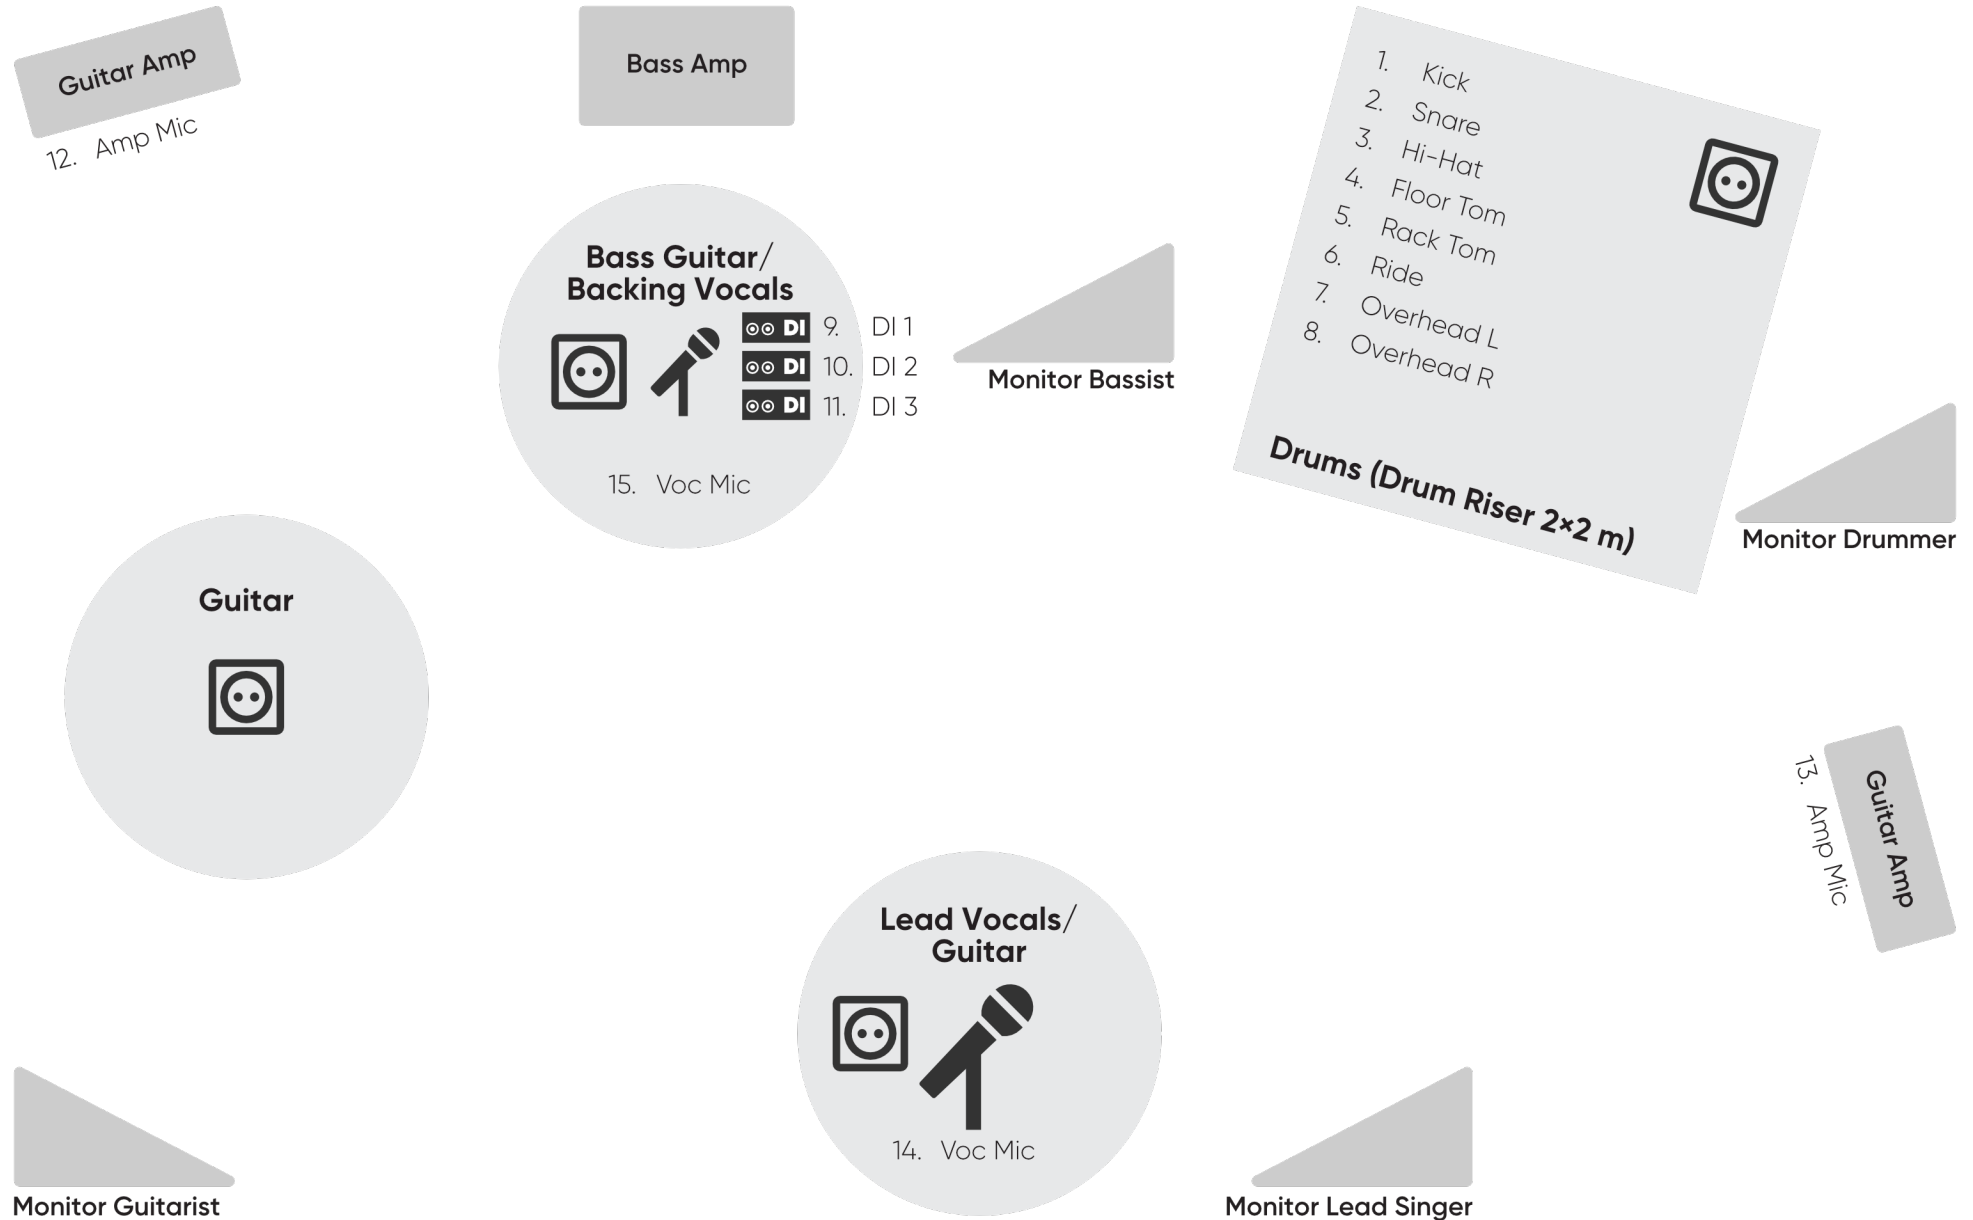 Guitar Amp
12. Amp Mic
Bass Amp
1. Kick
2. Snare
3. Hi-Hat
4. Floor Tom
5. Rack Tom
6. Ride
7. Overhead L
8. Overhead R
Drums (Drum Riser 2×2 m)
Bass Guitar/
Backing Vocals
DI 9. DI 1
DI 10. DI 2
DI 11. DI 3
15. Voc Mic
Monitor Bassist
Monitor Drummer
Guitar
13. Amp Mic
Guitar Amp
Lead Vocals/
Guitar
14. Voc Mic
Monitor Guitarist
Monitor Lead Singer